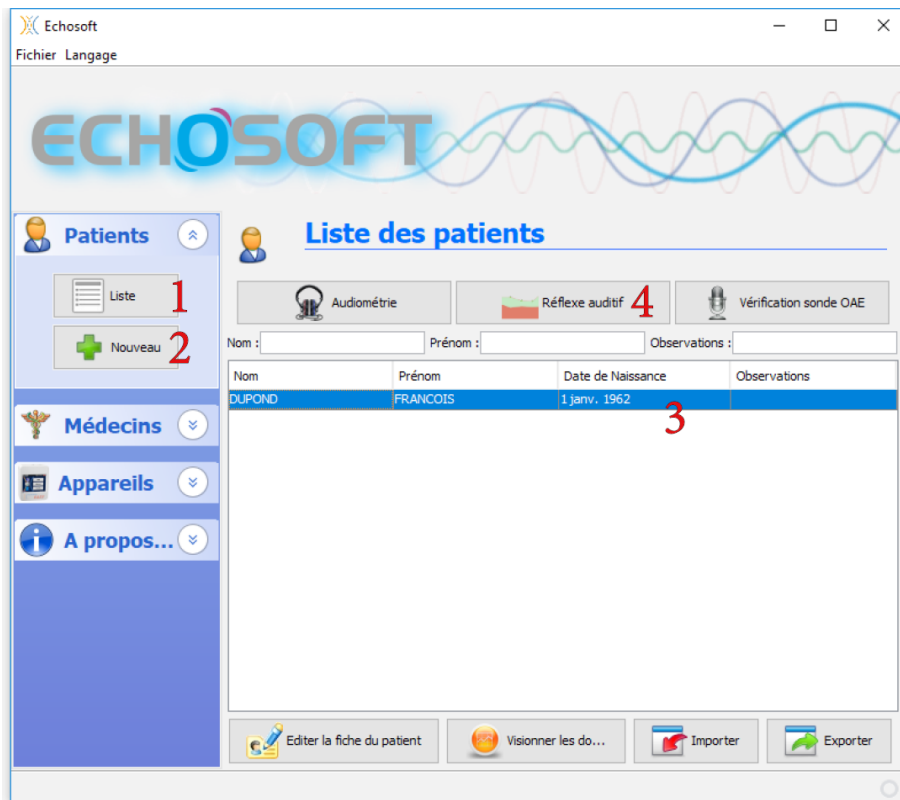 Echosoft
Fichier Langage
ECHOSOFT
Patients
Liste 1
Nouveau 2
Médecins
Appareils
A propos...
Liste des patients
Audiométrie Réflexe auditif 4 Vérification sonde OAE
Nom : Prénom : Observations :
Nom Prénom Date de Naissance Observations
DUPOND FRANCOIS 1 janv. 1962
3
Editer la fiche du patient Visionner les do... Importer Exporter